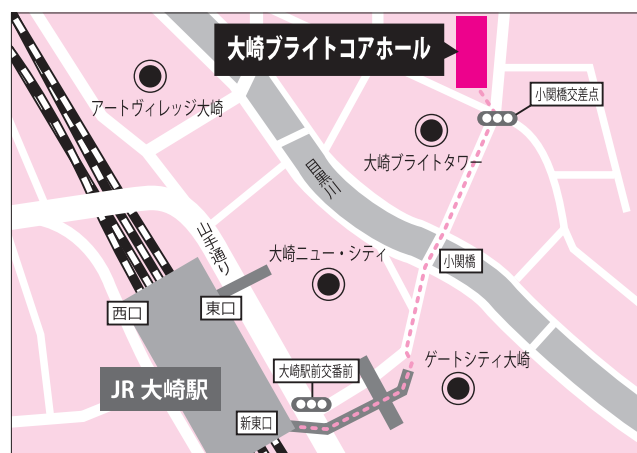 大崎ブライトコアホール
小関橋交差点
アートヴィレッジ大崎
大崎ブライトタワー
目黒川
山手通り
大崎ニュー・シティ
小関橋
東口
西口
ゲートシティ大崎
大崎駅前交番前
JR 大崎駅
新東口